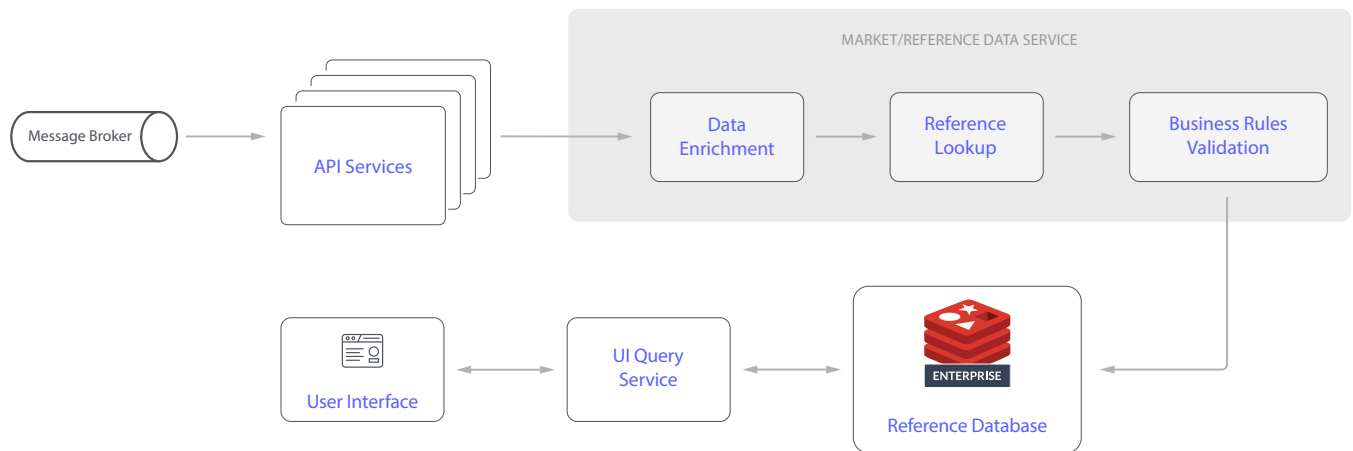 MARKET/REFERENCE DATA SERVICE
Message Broker
API Services
Data
Enrichment
Reference
Lookup
Business Rules
Validation
User Interface
UI Query
Service
ENTERPRISE
Reference Database